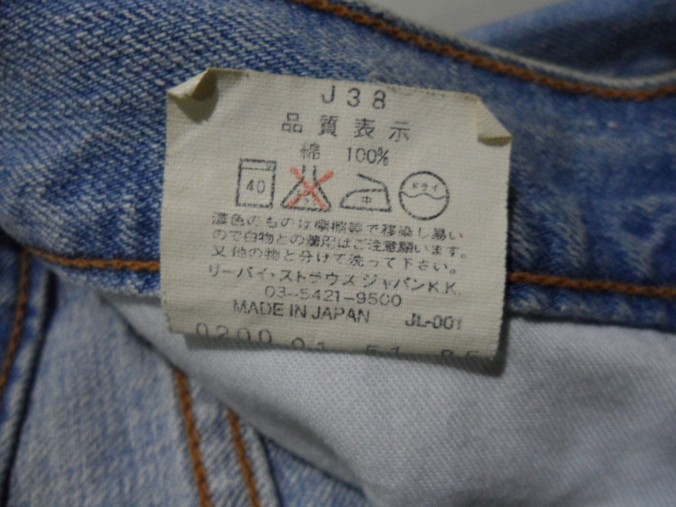 J38
品質表示
綿 100%
40 中 ドライ
濃色のものは摩擦等で移染し易い
ので白物との着用はご注意願います。
又他の物と分けて洗って下さい。
リーバイ・ストラウス ジャパンK.K.
03-5421-9500
MADE IN JAPAN JL-001
0200 01 51